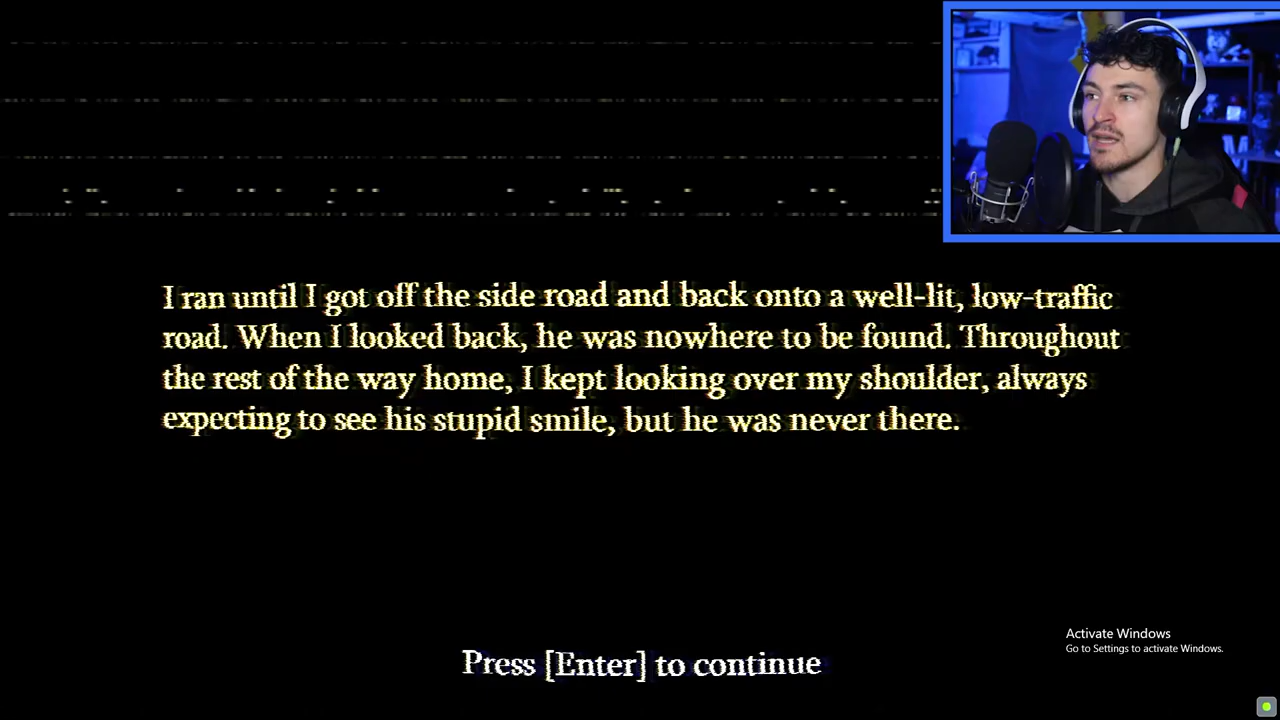 I ran until I got off the side road and back onto a well-lit, low-traffic
road. When I looked back, he was nowhere to be found. Throughout
the rest of the way home, I kept looking over my shoulder, always
expecting to see his stupid smile, but he was never there.
Activate Windows
Go to Settings to activate Windows.
Press [Enter] to continue